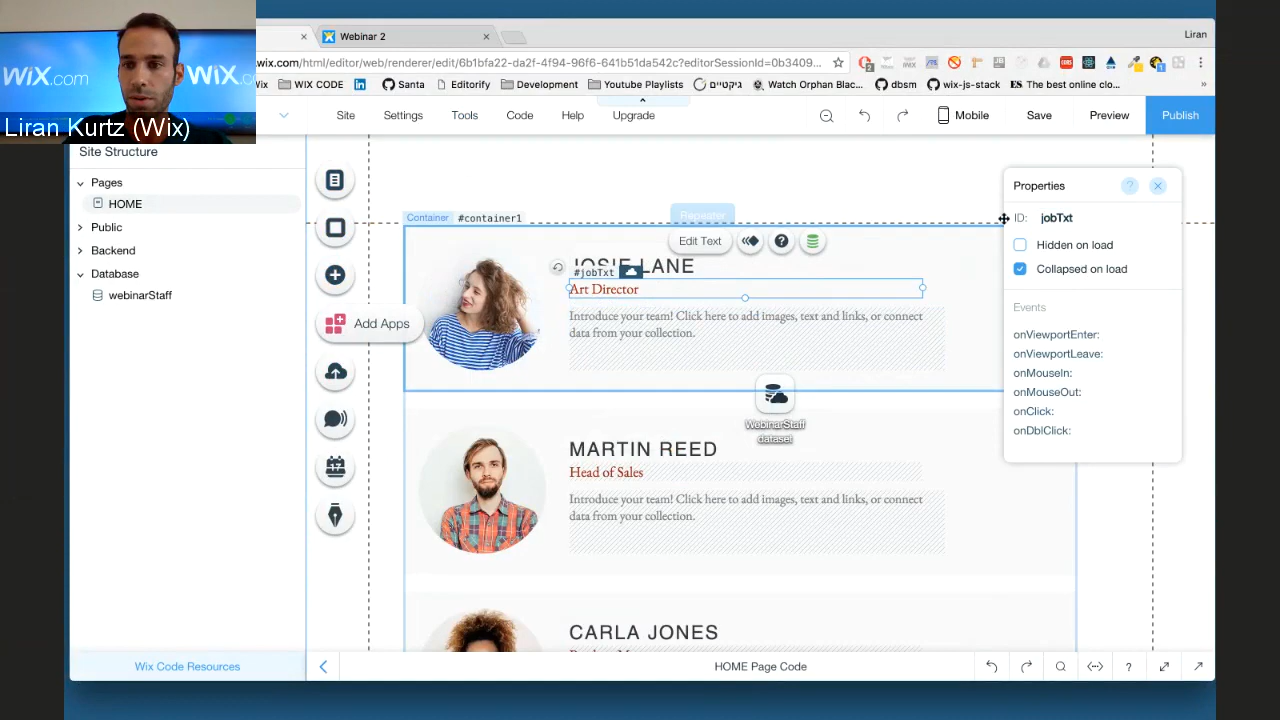 WiX.com
WiX.co
Liran Kurtz (Wix)
Webinar 2
Liran
wix.com/html/editor/web/renderer/edit/6b1bfa22-da2f-4f94-96f6-641b51da542c?editorSessionId=0b3409...
WIX CODE
Santa
Editorify
Development
Youtube Playlists
גיקטיים
Watch Orphan Blac...
dbsm
wix-js-stack
ES The best online clo...
»
Site
Settings
Tools
Code
Help
Upgrade
Mobile
Save
Preview
Publish
Site Structure
Pages
HOME
Public
Backend
Database
webinarStaff
Add Apps
Container #container1
Repeater
Edit Text
JOSIE LANE
#jobTxt
Art Director
Introduce your team! Click here to add images, text and links, or connect
data from your collection.
WebinarStaff
dataset
MARTIN REED
Head of Sales
Introduce your team! Click here to add images, text and links, or connect
data from your collection.
CARLA JONES
Properties
ID: jobTxt
Hidden on load
Collapsed on load
Events
onViewportEnter:
onViewportLeave:
onMouseIn:
onMouseOut:
onClick:
onDblClick:
Wix Code Resources
HOME Page Code